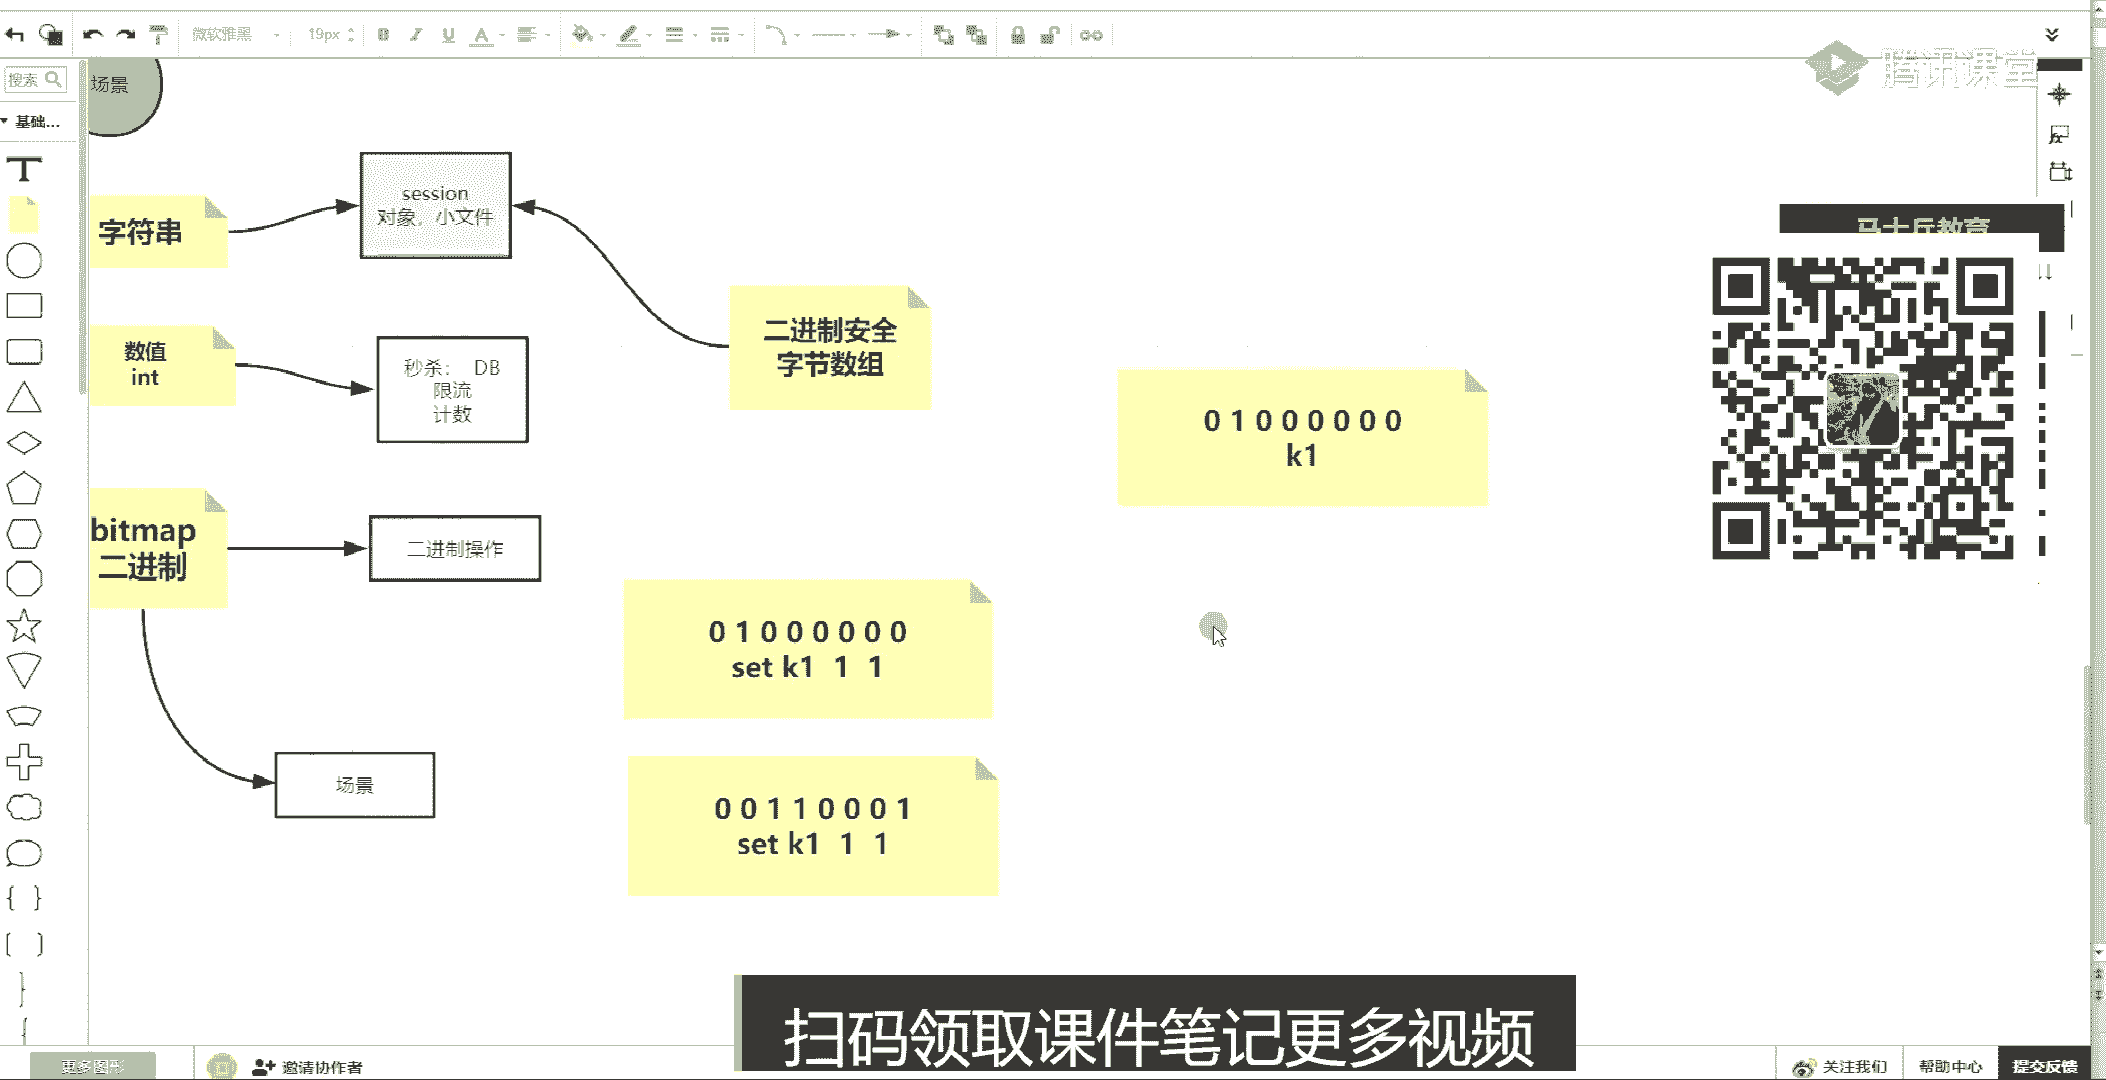 微软雅黑
19px
B
I
U
A
腾讯课堂
搜索
基础...
场景
T
session
对象，小文件
字符串
马士兵教育
二进制安全
字节数组
数值
int
秒杀： DB
限流
计数
0 1 0 0 0 0 0 0
k1
bitmap
二进制
二进制操作
0 1 0 0 0 0 0 0
set k1 1 1
场景
0 0 1 1 0 0 0 1
set k1 1 1
扫码领取课件笔记更多视频
更多图形
邀请协作者
关注我们
帮助中心
提交反馈